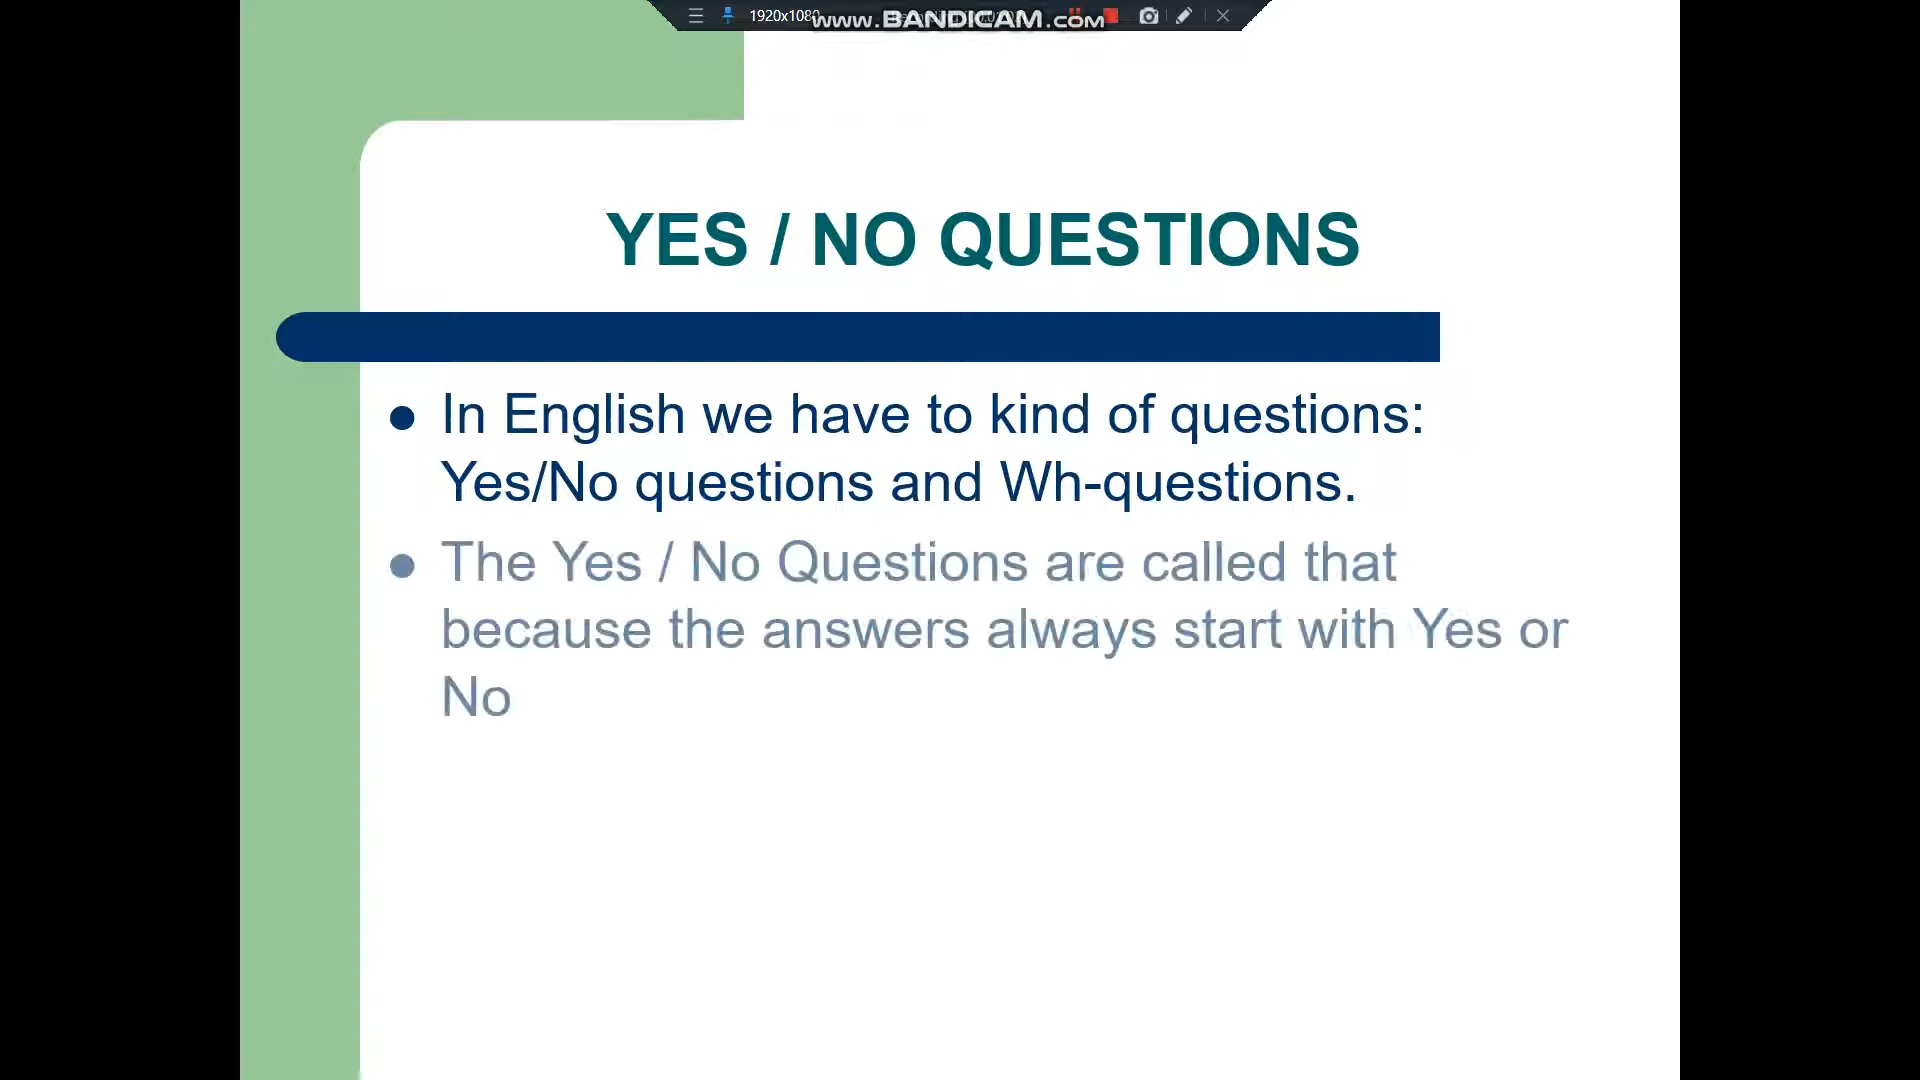 1920x1080
www.BANDICAM.com
YES / NO QUESTIONS
● In English we have to kind of questions:
Yes/No questions and Wh-questions.
● The Yes / No Questions are called that
because the answers always start with Yes or
No